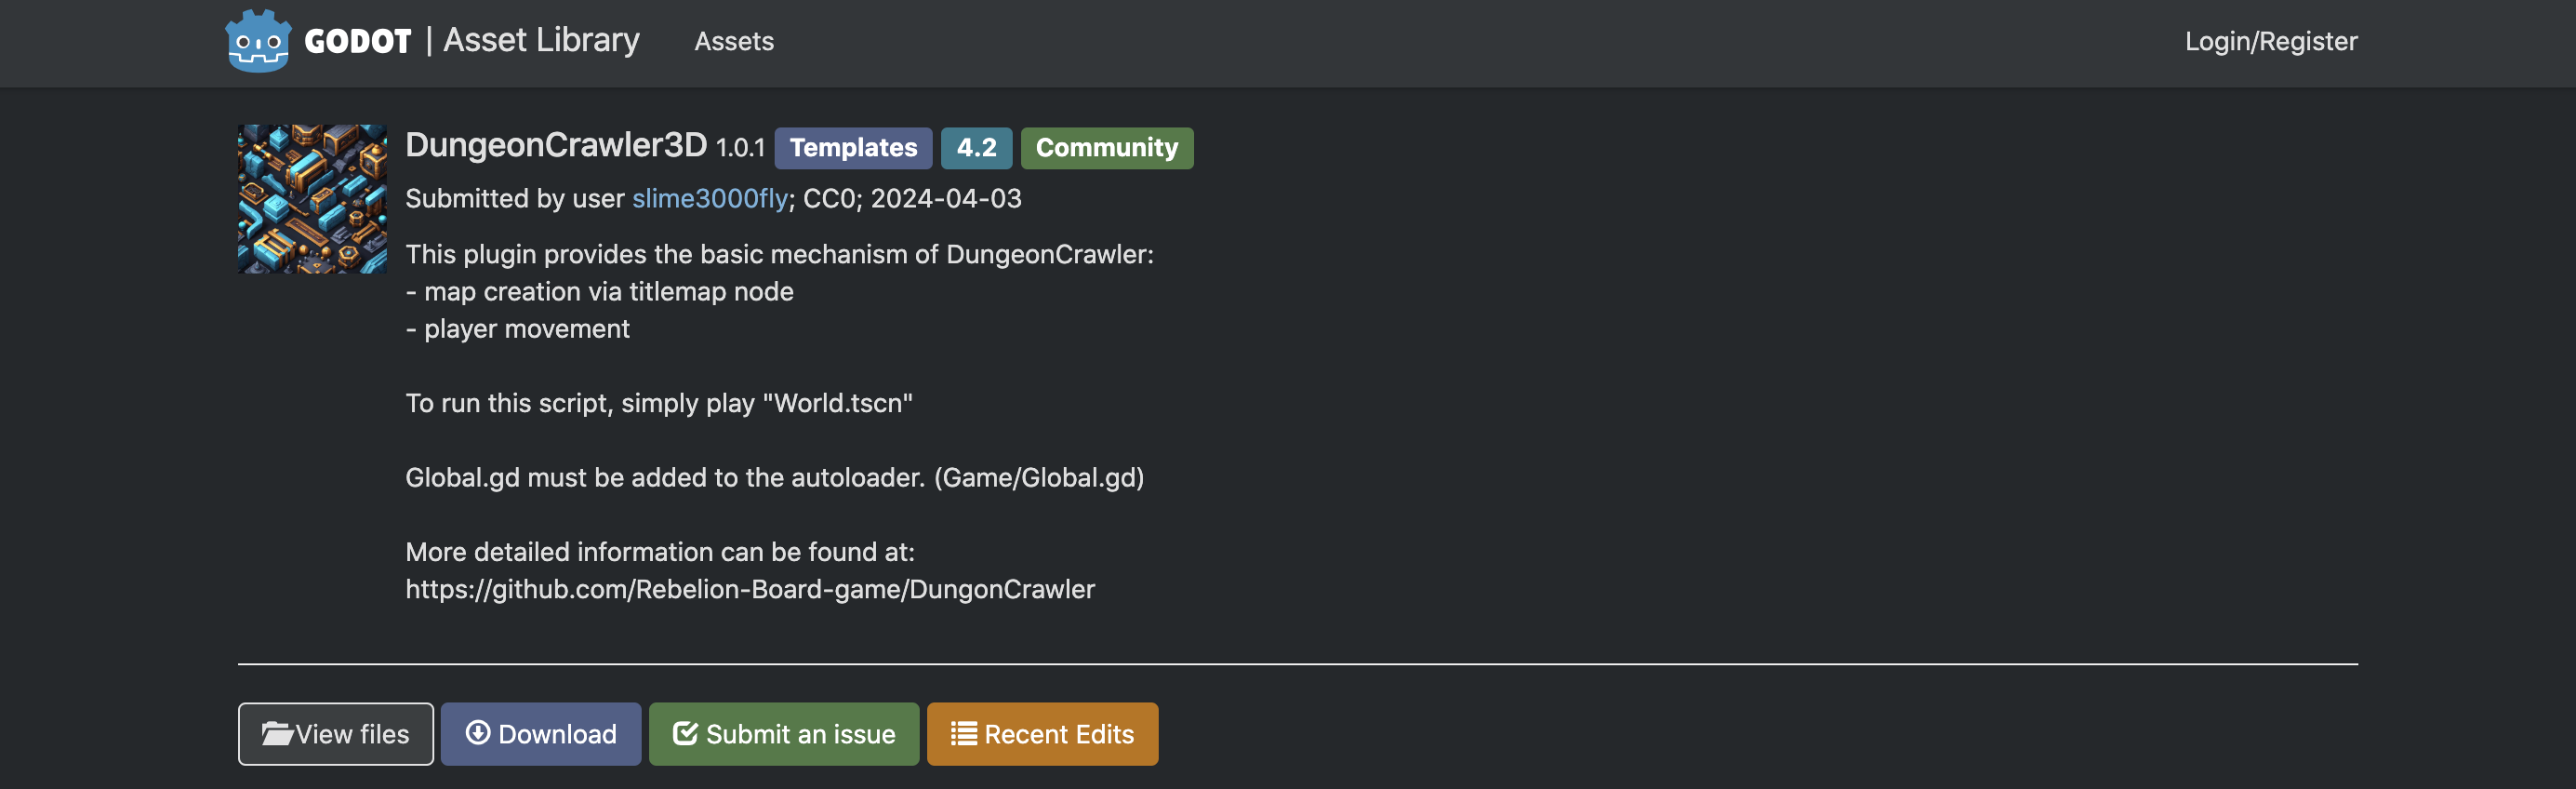 GODOT | Asset Library Assets Login/Register
DungeonCrawler3D 1.0.1 Templates 4.2 Community
Submitted by user slime3000fly; CC0; 2024-04-03
This plugin provides the basic mechanism of DungeonCrawler:
- map creation via titlemap node
- player movement
To run this script, simply play "World.tscn"
Global.gd must be added to the autoloader. (Game/Global.gd)
More detailed information can be found at:
https://github.com/Rebelion-Board-game/DungonCrawler
View files Download Submit an issue Recent Edits